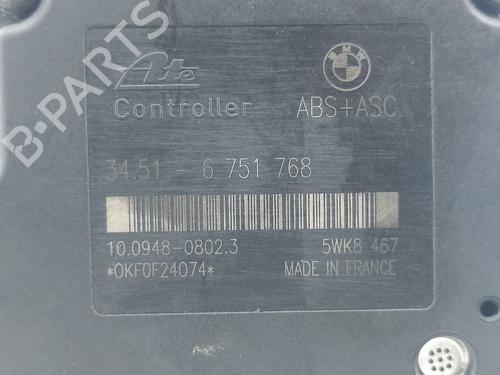 B-PARTS
Ate
BMW
Controller ABS+ASC
34.51 - 6 751 768
10.0948-0802.3 5WK8 467
*0KF0F24074* MADE IN FRANCE